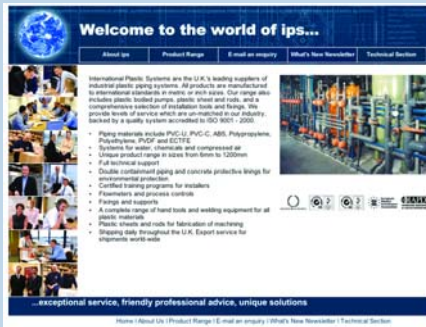 Welcome to the world of ips...
About ips
Product Range
E-mail an enquiry
What's New Newsletter
Technical Section
International Plastic Systems are the U.K.'s leading suppliers of
industrial plastic piping systems. All products are manufactured
to international standards in metric or inch sizes. Our range also
includes plastic bodied pumps, plastic sheet and rods, and a
comprehensive selection of installation tools and fixings. We
provide levels of service which are un-matched in our industry,
backed by a quality system accredited to ISO 9001 - 2000.
• Piping materials include PVC-U, PVC-C, ABS, Polypropylene,
Polyethylene, PVDF and ECTFE
• Systems for water, chemicals and compressed air
• Unique product range in sizes from 6mm to 1200mm
• Full technical support
• Double containment piping and concrete protective linings for
environmental protection
• Certified training programs for installers
• Flowmeters and process controls
• Fixings and supports
• A complete range of hand tools and welding equipment for all
plastic materials
• Plastic sheets and rods for fabrication of machining
• Shipping daily throughout the U.K. Export service for
shipments world-wide
...exceptional service, friendly professional advice, unique solutions
Home | About Us | Product Range | E-mail an enquiry | What's New Newsletter | Technical Section